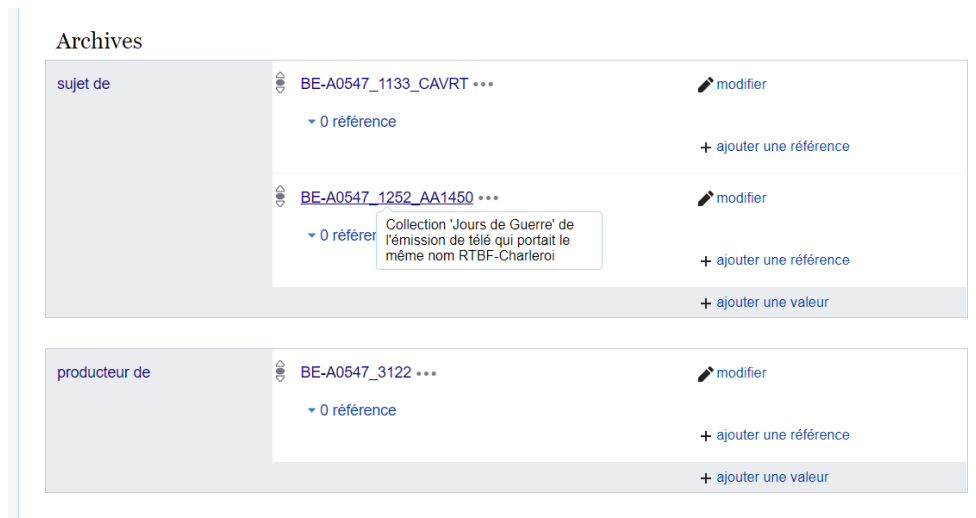 Archives
sujet de
BE-A0547_1133_CAVRT
modifier
0 référence
+ ajouter une référence
BE-A0547_1252_AA1450
modifier
Collection 'Jours de Guerre' de
l'émission de télé qui portait le
même nom RTBF-Charleroi
0 référer
+ ajouter une référence
+ ajouter une valeur
producteur de
BE-A0547_3122
modifier
0 référence
+ ajouter une référence
+ ajouter une valeur